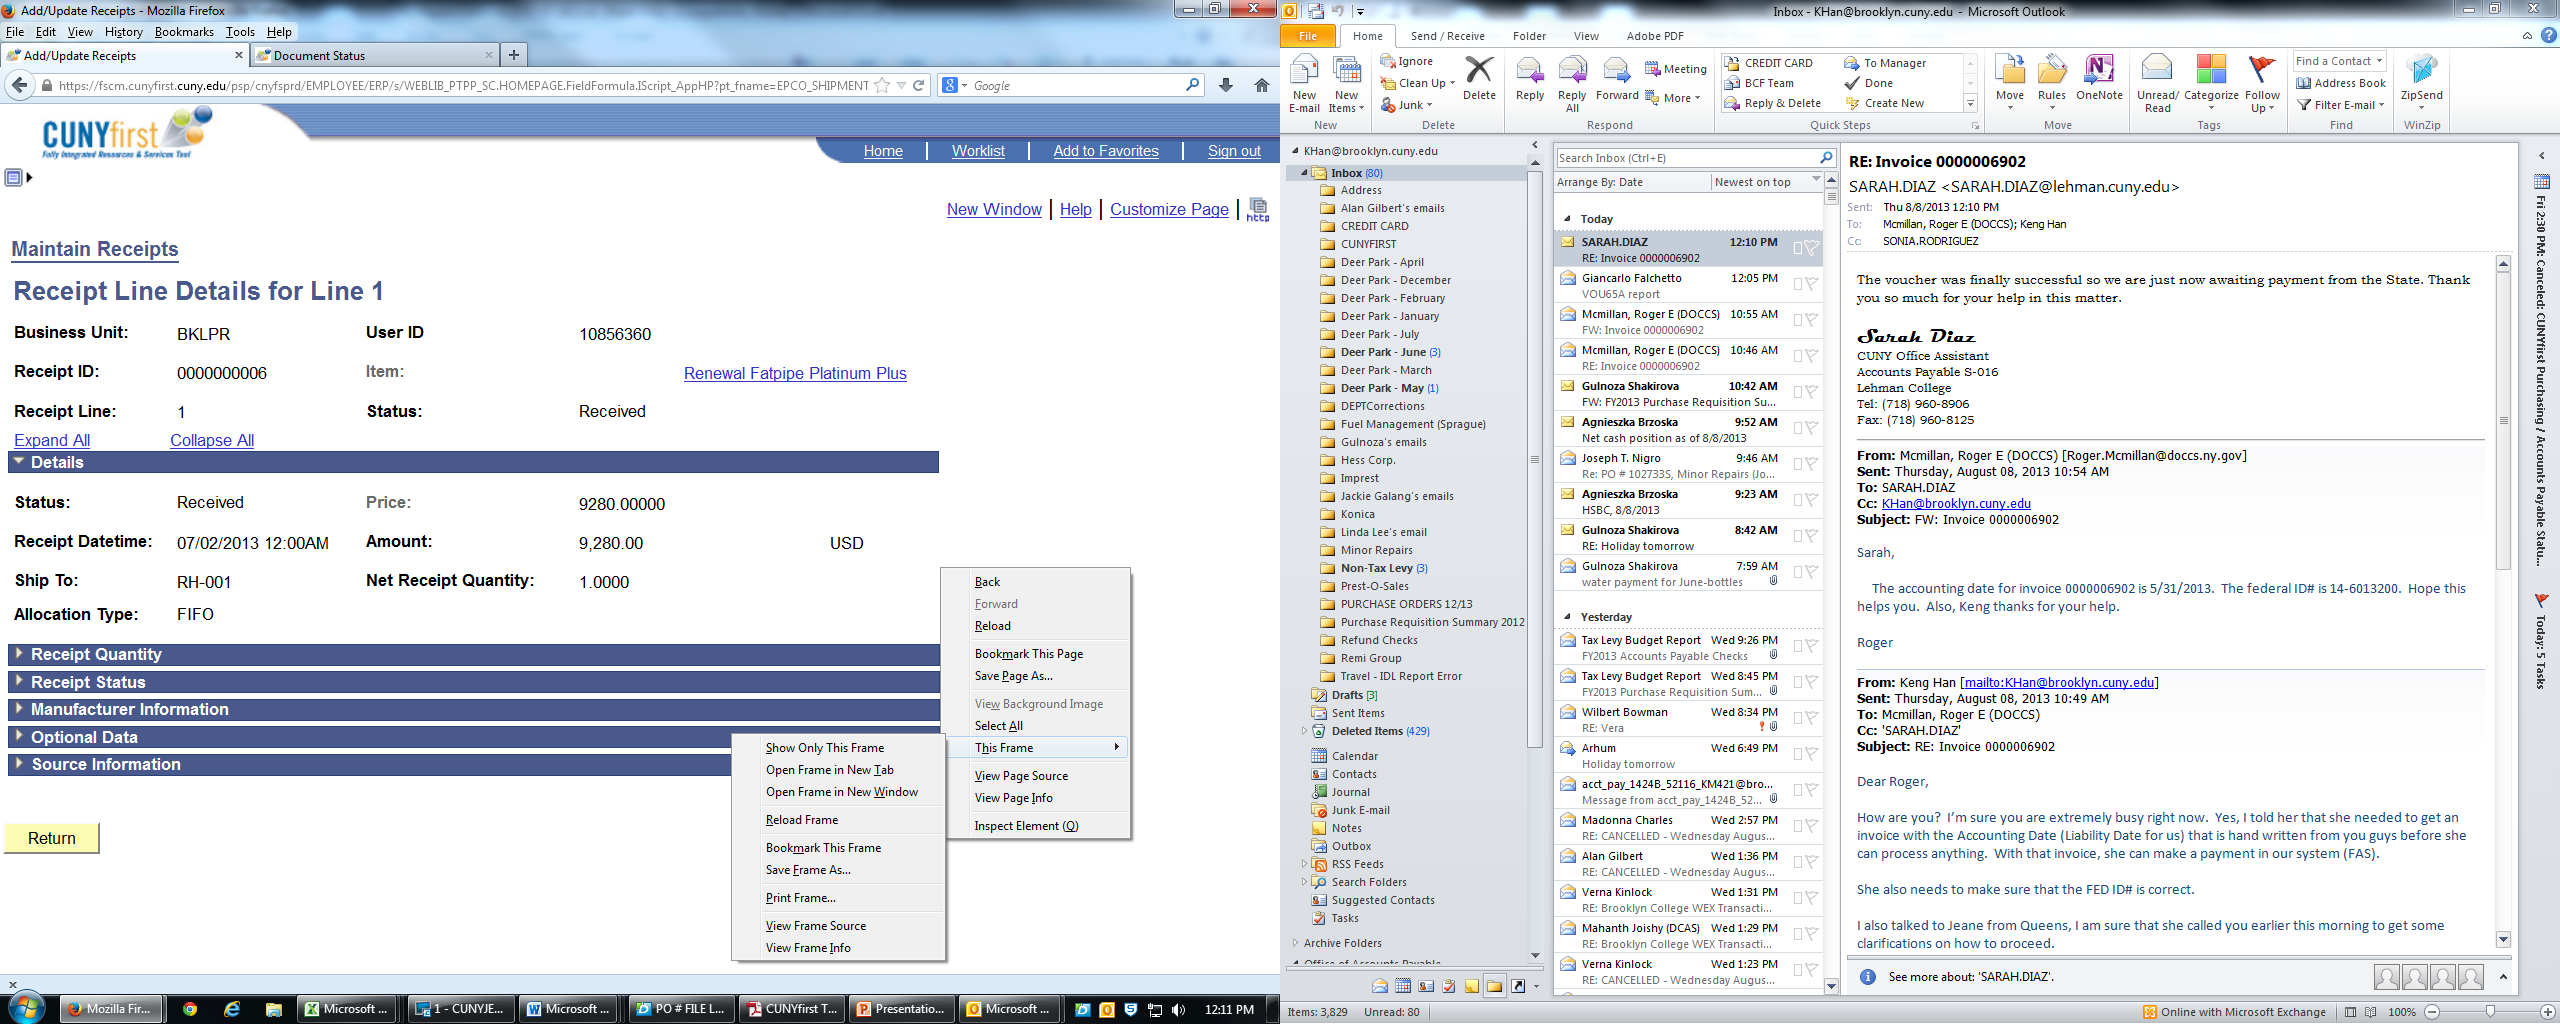 Add/Update Receipts - Mozilla Firefox
File Edit View History Bookmarks Tools Help
Add/Update Receipts
Document Status
https://fscm.cunyfirst.cuny.edu/psp/cnyfsprd/EMPLOYEE/ERP/s/WEBLIB_PTPP_SC.HOMEPAGE.FieldFormula.IScript_AppHP?pt_fname=EPCO_SHIPMENT
Google
CUNYfirst
Fully Integrated Resources & Services Tool
Home Worklist Add to Favorites Sign out
New Window Help Customize Page http
Maintain Receipts
Receipt Line Details for Line 1
Business Unit: BKLPR User ID 10856360
Receipt ID: 0000000006 Item: Renewal Fatpipe Platinum Plus
Receipt Line: 1 Status: Received
Expand All Collapse All
Details
Status: Received Price: 9280.00000
Receipt Datetime: 07/02/2013 12:00AM Amount: 9,280.00 USD
Ship To: RH-001 Net Receipt Quantity: 1.0000
Allocation Type: FIFO
Receipt Quantity
Receipt Status
Manufacturer Information
Optional Data
Source Information
Return
Back
Forward
Reload
Bookmark This Page
Save Page As...
View Background Image
Select All
This Frame
View Page Source
View Page Info
Inspect Element (Q)
Show Only This Frame
Open Frame in New Tab
Open Frame in New Window
Reload Frame
Bookmark This Frame
Save Frame As...
Print Frame...
View Frame Source
View Frame Info
x
Mozilla Fir...
Microsoft ...
1 - CUNYJE...
Microsoft ...
PO # FILE L...
CUNYfirst T...
Presentatio...
Microsoft ...
12:11 PM
Inbox - KHan@brooklyn.cuny.edu - Microsoft Outlook
File Home Send / Receive Folder View Adobe PDF
New E-mail
New Items
New
Ignore
Clean Up
Junk
Delete
Delete
Reply
Reply All
Forward
Meeting
More
Respond
CREDIT CARD
BCF Team
Reply & Delete
To Manager
Done
Create New
Quick Steps
Move
Rules
OneNote
Move
Unread/ Read
Categorize
Follow Up
Tags
Find a Contact
Address Book
Filter E-mail
Find
ZipSend
WinZip
KHan@brooklyn.cuny.edu
Inbox (80)
Address
Alan Gilbert's emails
CREDIT CARD
CUNYFIRST
Deer Park - April
Deer Park - December
Deer Park - February
Deer Park - January
Deer Park - July
Deer Park - June (3)
Deer Park - March
Deer Park - May (1)
DEPTCorrections
Fuel Management (Sprague)
Gulnoza's emails
Hess Corp.
Imprest
Jackie Galang's emails
Konica
Linda Lee's email
Minor Repairs
Non-Tax Levy (3)
Prest-O-Sales
PURCHASE ORDERS 12/13
Purchase Requisition Summary 2012
Refund Checks
Remi Group
Travel - IDL Report Error
Drafts [3]
Sent Items
Deleted Items (429)
Calendar
Contacts
Journal
Junk E-mail
Notes
Outbox
RSS Feeds
Search Folders
Suggested Contacts
Tasks
Archive Folders
Office of Accounts Payable
Search Inbox (Ctrl+E)
Arrange By: Date Newest on top
Today
SARAH.DIAZ 12:10 PM
RE: Invoice 0000006902
Giancarlo Falchetto 12:05 PM
VOU65A report
Mcmillan, Roger E (DOCCS) 10:55 AM
FW: Invoice 0000006902
Mcmillan, Roger E (DOCCS) 10:46 AM
RE: Invoice 0000006902
Gulnoza Shakirova 10:42 AM
FW: FY2013 Purchase Requisition Su...
Agnieszka Brzoska 9:52 AM
Net cash position as of 8/8/2013
Joseph T. Nigro 9:46 AM
Re: PO # 102733S, Minor Repairs (Jo...
Agnieszka Brzoska 9:23 AM
HSBC, 8/8/2013
Gulnoza Shakirova 8:42 AM
RE: Holiday tomorrow
Gulnoza Shakirova 7:59 AM
water payment for June-bottles
Yesterday
Tax Levy Budget Report Wed 9:26 PM
FY2013 Accounts Payable Checks
Tax Levy Budget Report Wed 8:45 PM
FY2013 Purchase Requisition Sum...
Wilbert Bowman Wed 8:34 PM
RE: Vera
Arhum Wed 6:49 PM
Holiday tomorrow
acct_pay_1424B_52116_KM421@bro...
Message from acct_pay_1424B_52...
Madonna Charles Wed 2:57 PM
RE: CANCELLED - Wednesday Augus...
Alan Gilbert Wed 1:36 PM
RE: CANCELLED - Wednesday Augus...
Verna Kinlock Wed 1:31 PM
RE: Brooklyn College WEX Transacti...
Mahanth Joishy (DCAS) Wed 1:29 PM
RE: Brooklyn College WEX Transacti...
Verna Kinlock Wed 1:23 PM
RE: Invoice 0000006902
SARAH.DIAZ <SARAH.DIAZ@lehman.cuny.edu>
Sent: Thu 8/8/2013 12:10 PM
To: Mcmillan, Roger E (DOCCS); Keng Han
Cc: SONIA.RODRIGUEZ
The voucher was finally successful so we are just now awaiting payment from the State. Thank
you so much for your help in this matter.
Sarah Diaz
CUNY Office Assistant
Accounts Payable S-016
Lehman College
Tel: (718) 960-8906
Fax: (718) 960-8125
From: Mcmillan, Roger E (DOCCS) [Roger.Mcmillan@doccs.ny.gov]
Sent: Thursday, August 08, 2013 10:54 AM
To: SARAH.DIAZ
Cc: KHan@brooklyn.cuny.edu
Subject: FW: Invoice 0000006902
Sarah,
The accounting date for invoice 0000006902 is 5/31/2013. The federal ID# is 14-6013200. Hope this
helps you. Also, Keng thanks for your help.
Roger
From: Keng Han [mailto:KHan@brooklyn.cuny.edu]
Sent: Thursday, August 08, 2013 10:49 AM
To: Mcmillan, Roger E (DOCCS)
Cc: 'SARAH.DIAZ'
Subject: RE: Invoice 0000006902
Dear Roger,
How are you? I'm sure you are extremely busy right now. Yes, I told her that she needed to get an
invoice with the Accounting Date (Liability Date for us) that is hand written from you guys before she
can process anything. With that invoice, she can make a payment in our system (FAS).
She also needs to make sure that the FED ID# is correct.
I also talked to Jeane from Queens, I am sure that she called you earlier this morning to get some
clarifications on how to proceed.
See more about: 'SARAH.DIAZ'.
Fri 2:30 PM: Canceled: CUNYfirst Purchasing / Accounts Payable Statu...
Today: 5 Tasks
Items: 3,829 Unread: 80
Online with Microsoft Exchange
100%